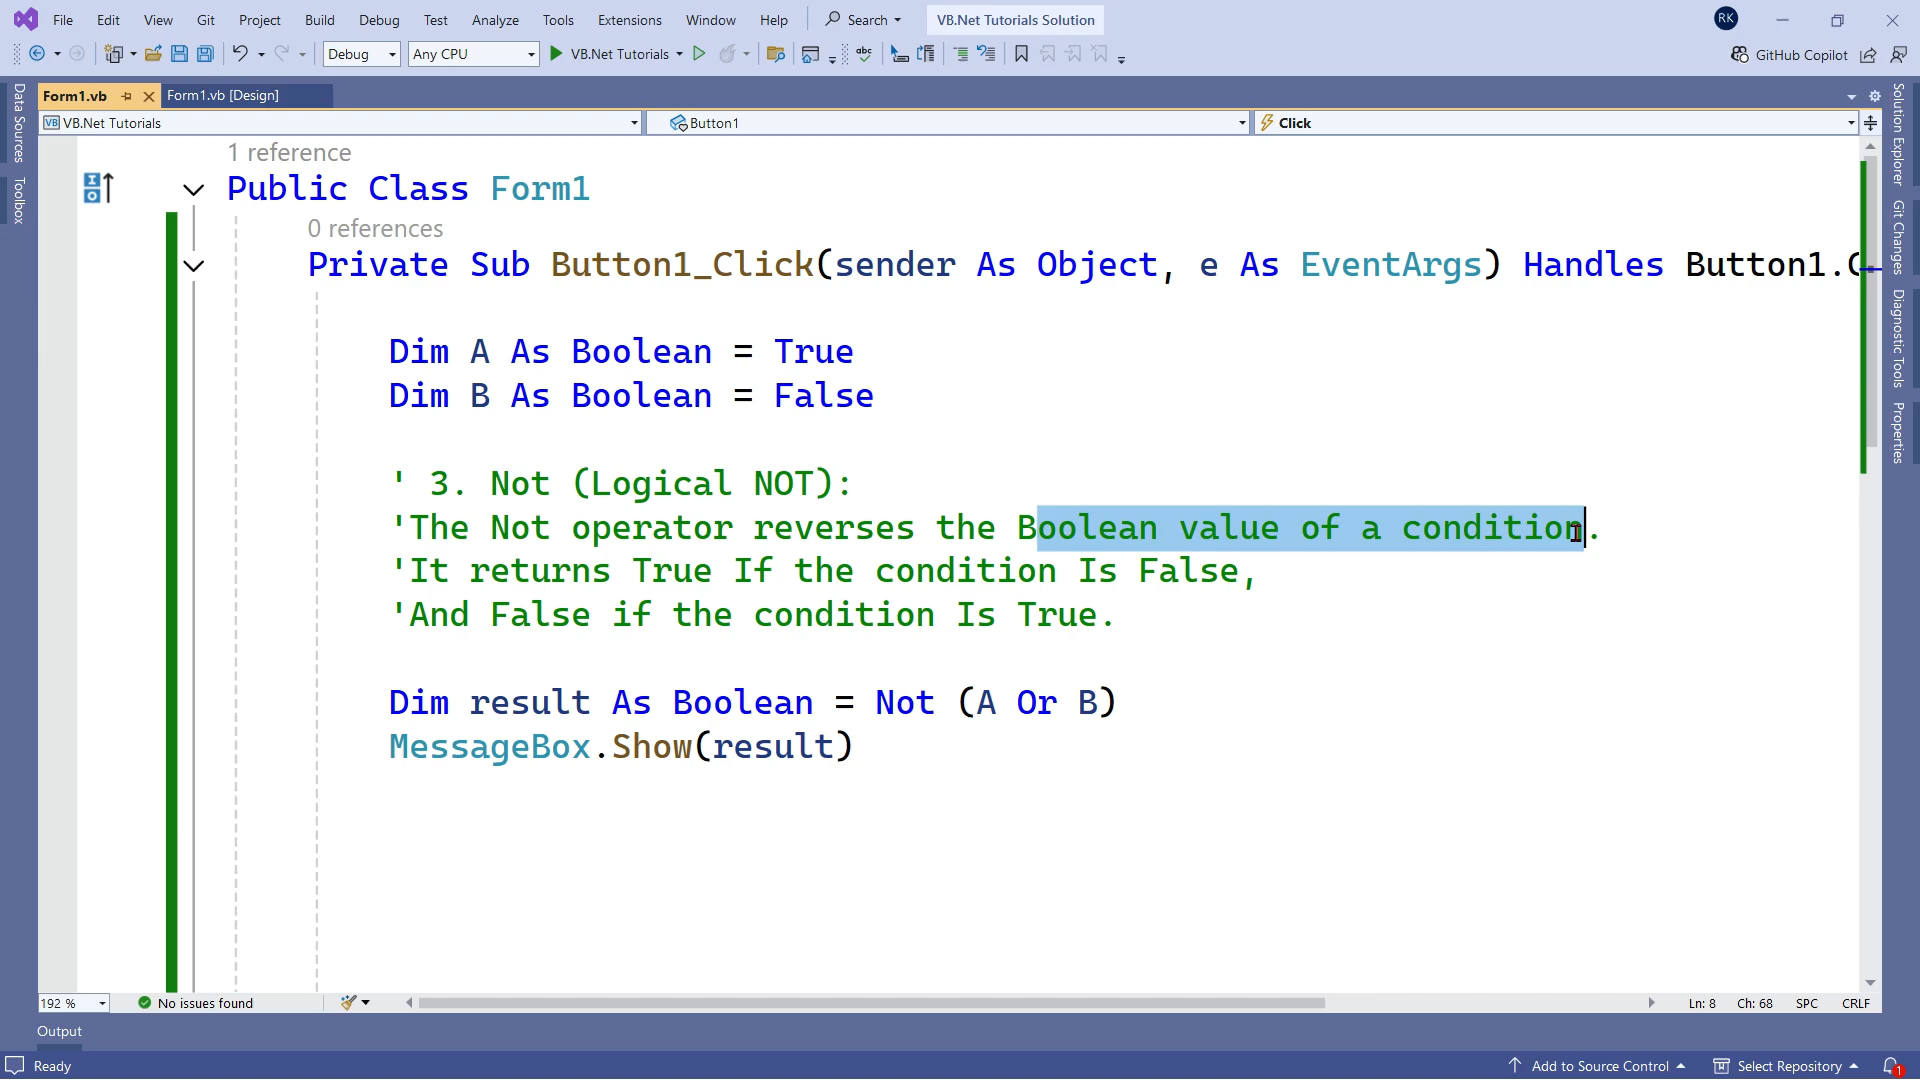 File Edit View Git Project Build Debug Test Analyze Tools Extensions Window Help Search VB.Net Tutorials Solution RK
Debug Any CPU VB.Net Tutorials abc GitHub Copilot
Form1.vb Form1.vb [Design]
VB VB.Net Tutorials Button1 Click
Data Sources
Toolbox
Solution Explorer
Git Changes
Diagnostic Tools
Properties
1 reference
Public Class Form1
0 references
Private Sub Button1_Click(sender As Object, e As EventArgs) Handles Button1.C
Dim A As Boolean = True
Dim B As Boolean = False
' 3. Not (Logical NOT):
'The Not operator reverses the Boolean value of a condition.
'It returns True If the condition Is False,
'And False if the condition Is True.
Dim result As Boolean = Not (A Or B)
MessageBox.Show(result)
192 % No issues found Ln: 8 Ch: 68 SPC CRLF
Output
Ready Add to Source Control Select Repository 1